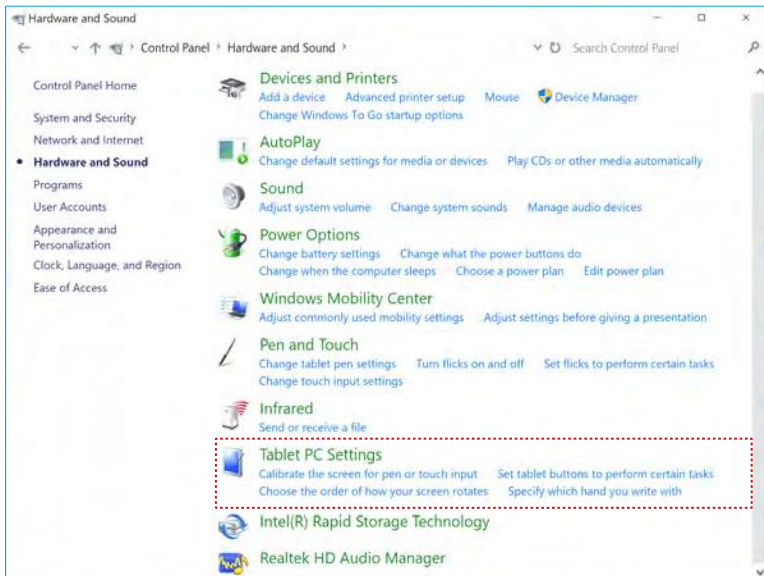 Hardware and Sound
Control Panel › Hardware and Sound ›
Search Control Panel
Control Panel Home
System and Security
Network and Internet
Hardware and Sound
Programs
User Accounts
Appearance and
Personalization
Clock, Language, and Region
Ease of Access
Devices and Printers
Add a device Advanced printer setup Mouse Device Manager
Change Windows To Go startup options
AutoPlay
Change default settings for media or devices Play CDs or other media automatically
Sound
Adjust system volume Change system sounds Manage audio devices
Power Options
Change battery settings Change what the power buttons do
Change when the computer sleeps Choose a power plan Edit power plan
Windows Mobility Center
Adjust commonly used mobility settings Adjust settings before giving a presentation
Pen and Touch
Change tablet pen settings Turn flicks on and off Set flicks to perform certain tasks
Change touch input settings
Infrared
Send or receive a file
Tablet PC Settings
Calibrate the screen for pen or touch input Set tablet buttons to perform certain tasks
Choose the order of how your screen rotates Specify which hand you write with
Intel(R) Rapid Storage Technology
Realtek HD Audio Manager